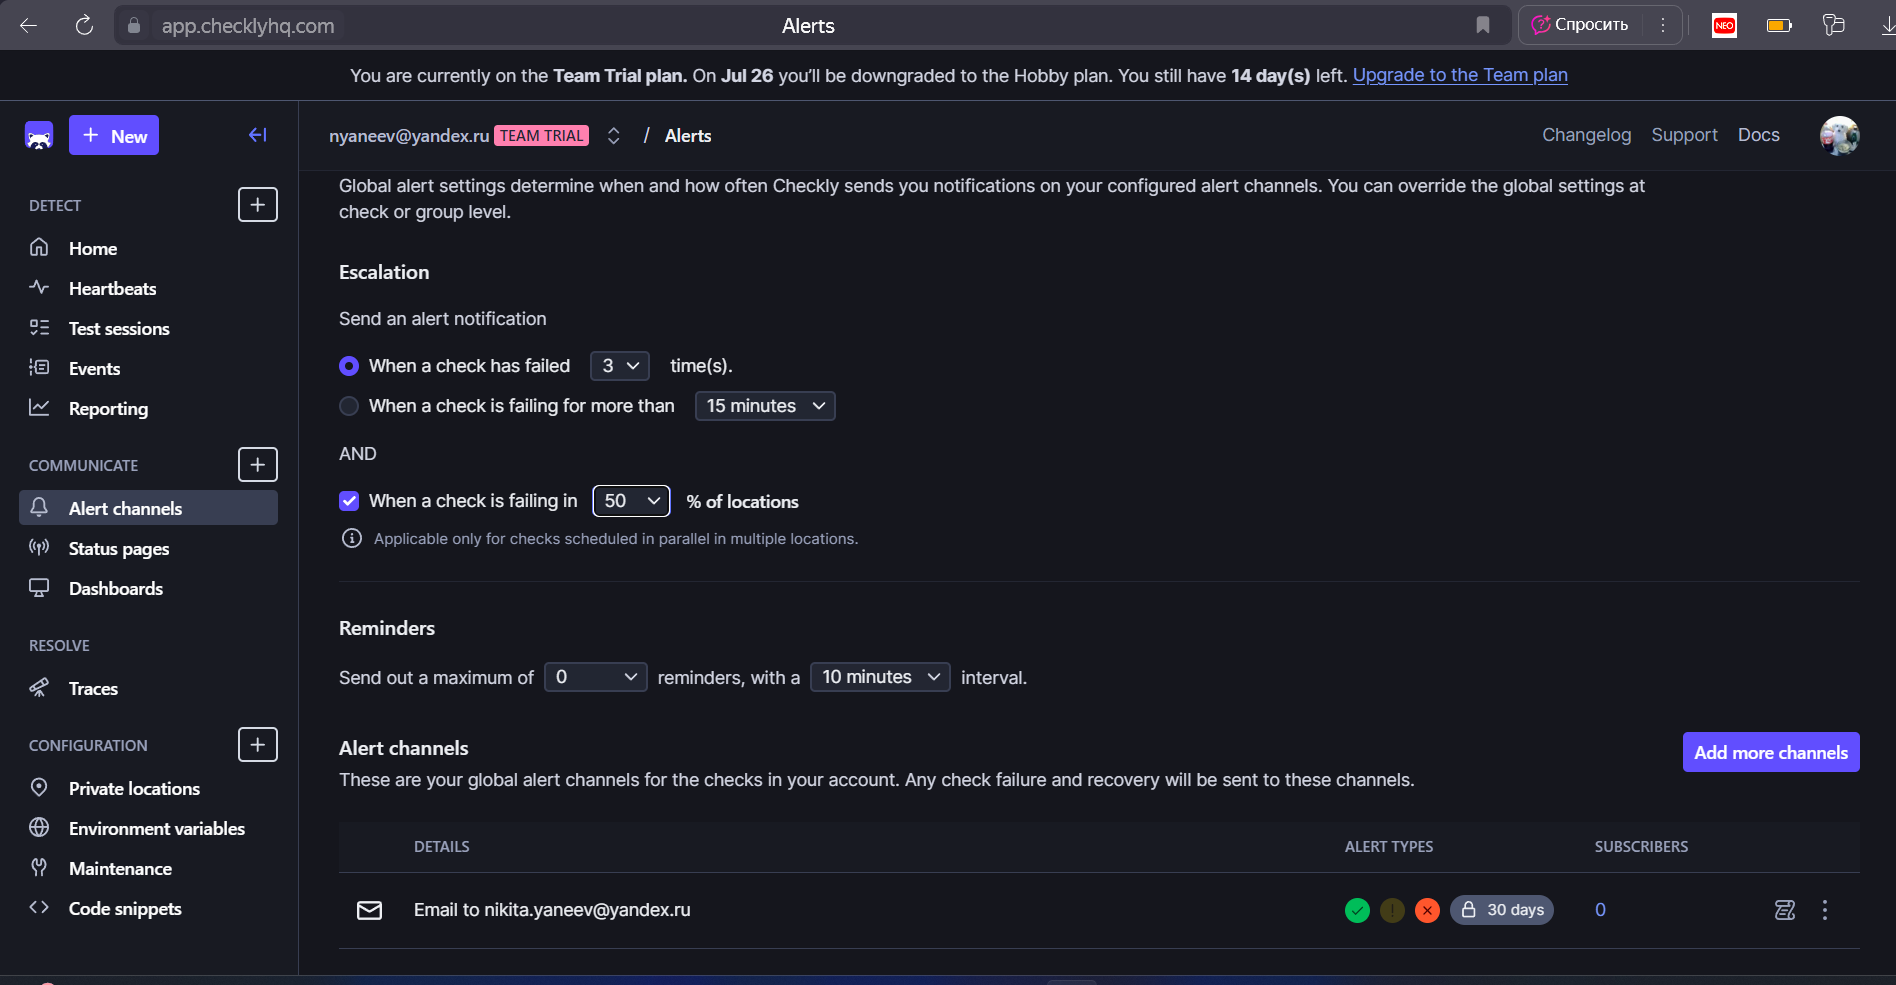 app.checklyhq.com
Alerts
Спросить
NEO
You are currently on the Team Trial plan. On Jul 26 you'll be downgraded to the Hobby plan. You still have 14 day(s) left. Upgrade to the Team plan
New
nyaneev@yandex.ru TEAM TRIAL / Alerts
Changelog Support Docs
DETECT
Home
Heartbeats
Test sessions
Events
Reporting
COMMUNICATE
Alert channels
Status pages
Dashboards
RESOLVE
Traces
CONFIGURATION
Private locations
Environment variables
Maintenance
Code snippets
Global alert settings determine when and how often Checkly sends you notifications on your configured alert channels. You can override the global settings at
check or group level.
Escalation
Send an alert notification
When a check has failed 3 time(s).
When a check is failing for more than 15 minutes
AND
When a check is failing in 50 % of locations
Applicable only for checks scheduled in parallel in multiple locations.
Reminders
Send out a maximum of 0 reminders, with a 10 minutes interval.
Alert channels
Add more channels
These are your global alert channels for the checks in your account. Any check failure and recovery will be sent to these channels.
DETAILS ALERT TYPES SUBSCRIBERS
Email to nikita.yaneev@yandex.ru 30 days 0